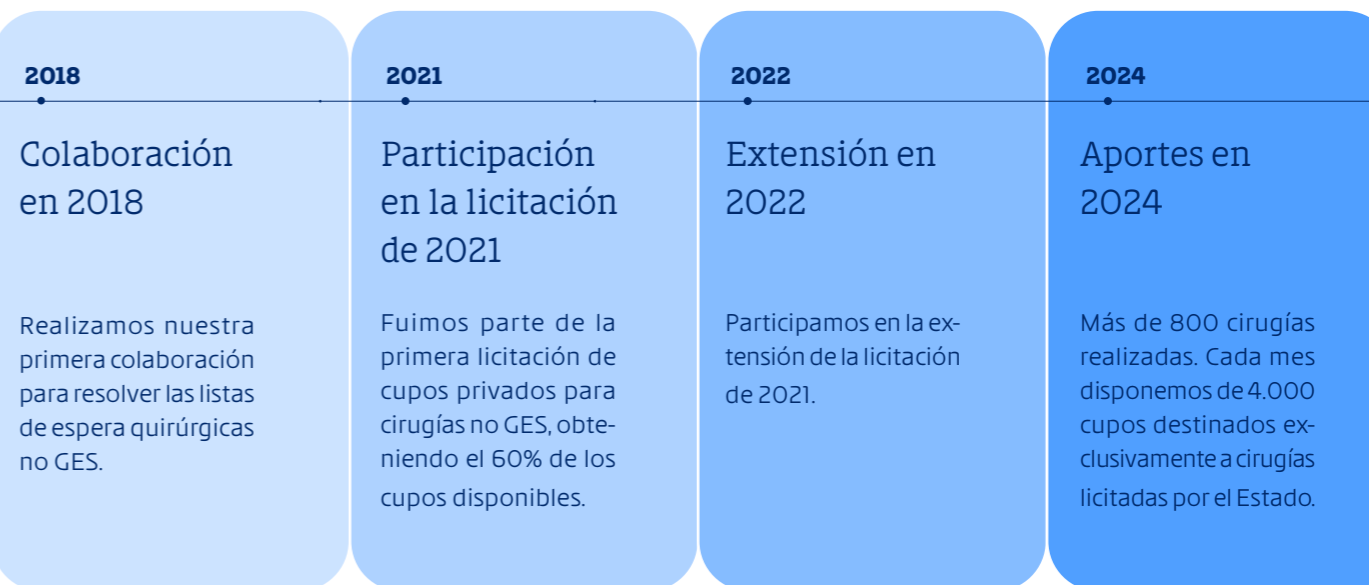 2018
Colaboración
en 2018
Realizamos nuestra
primera colaboración
para resolver las listas
de espera quirúrgicas
no GES.
2021
Participación
en la licitación
de 2021
Fuimos parte de la
primera licitación de
cupos privados para
cirugías no GES, obte-
niendo el 60% de los
cupos disponibles.
2022
Extensión en
2022
Participamos en la ex-
tensión de la licitación
de 2021.
2024
Aportes en
2024
Más de 800 cirugías
realizadas. Cada mes
disponemos de 4.000
cupos destinados ex-
clusivamente a cirugías
licitadas por el Estado.